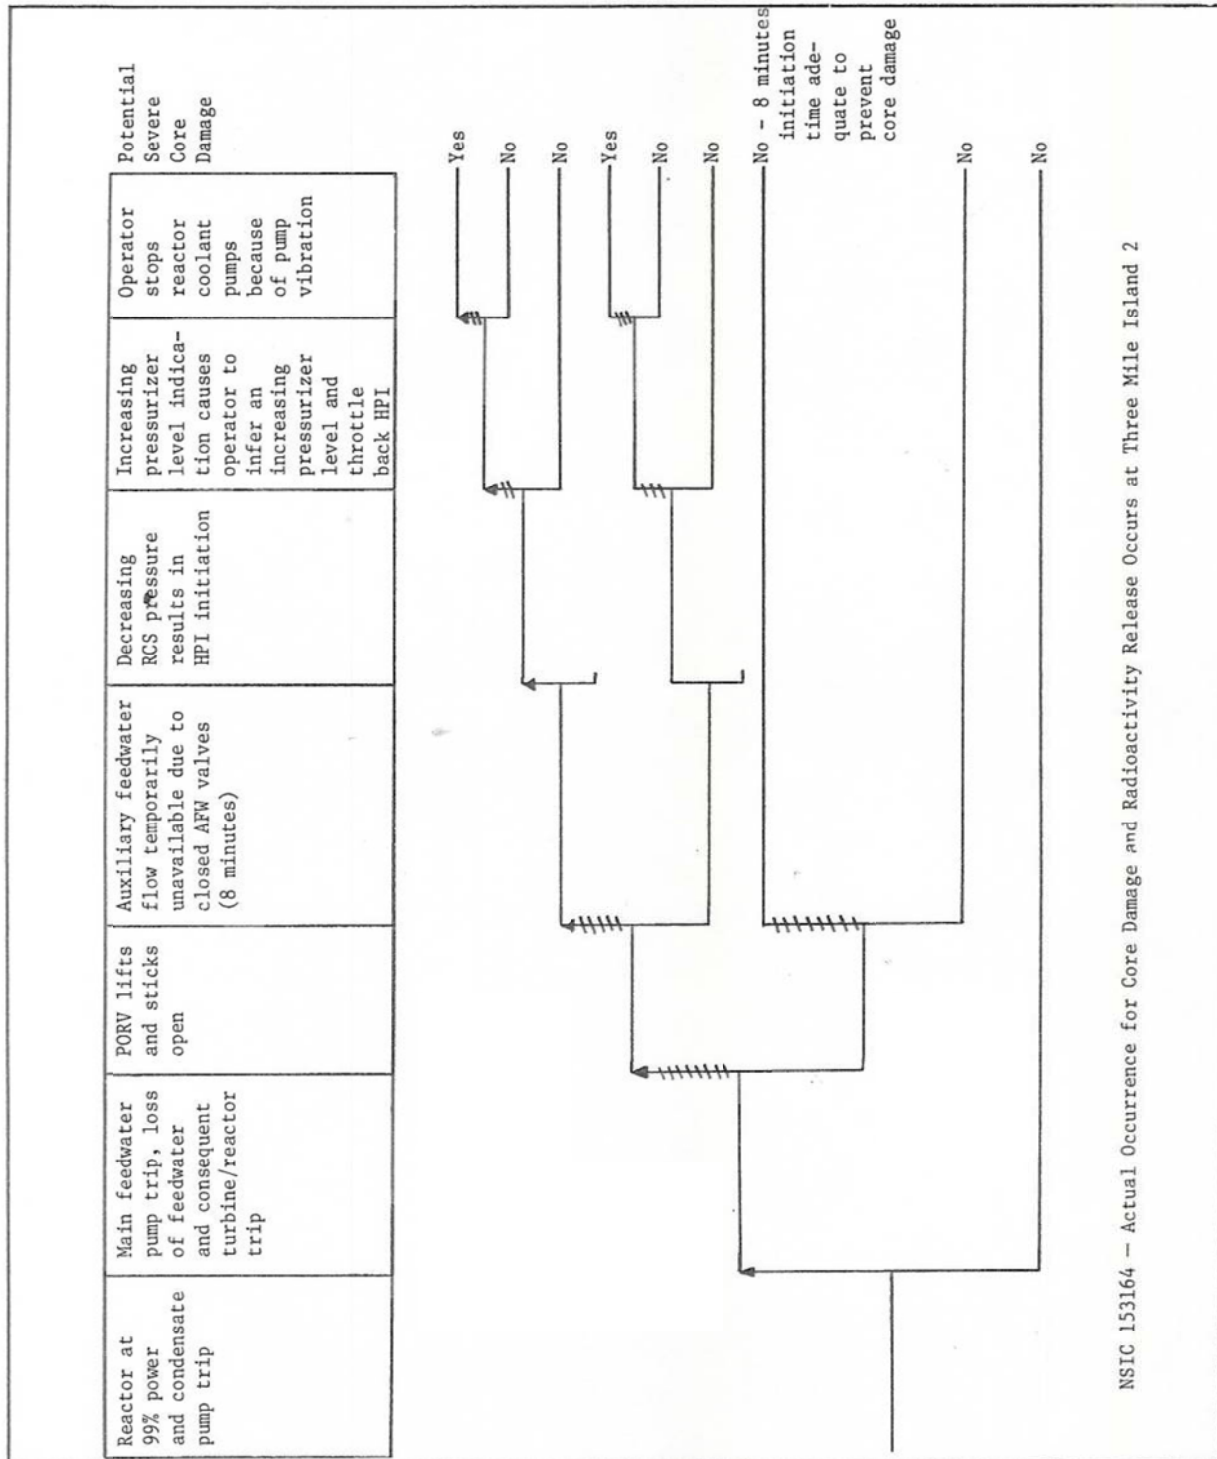 Reactor at
99% power
and condensate
pump trip
Main feedwater
pump trip, loss
of feedwater
and consequent
turbine/reactor
trip
PORV lifts
and sticks
open
Auxiliary feedwater
flow temporarily
unavailable due to
closed AFW valves
(8 minutes)
Decreasing
RCS pressure
results in
HPI initiation
Increasing
pressurizer
level indica-
tion causes
operator to
infer an
increasing
pressurizer
level and
throttle
back HPI
Operator
stops
reactor
coolant
pumps
because
of pump
vibration
Potential
Severe
Core
Damage
Yes
No
No
Yes
No
No
No - 8 minutes
initiation
time ade-
quate to
prevent
core damage
No
No
NSIC 153164 — Actual Occurrence for Core Damage and Radioactivity Release Occurs at Three Mile Island 2